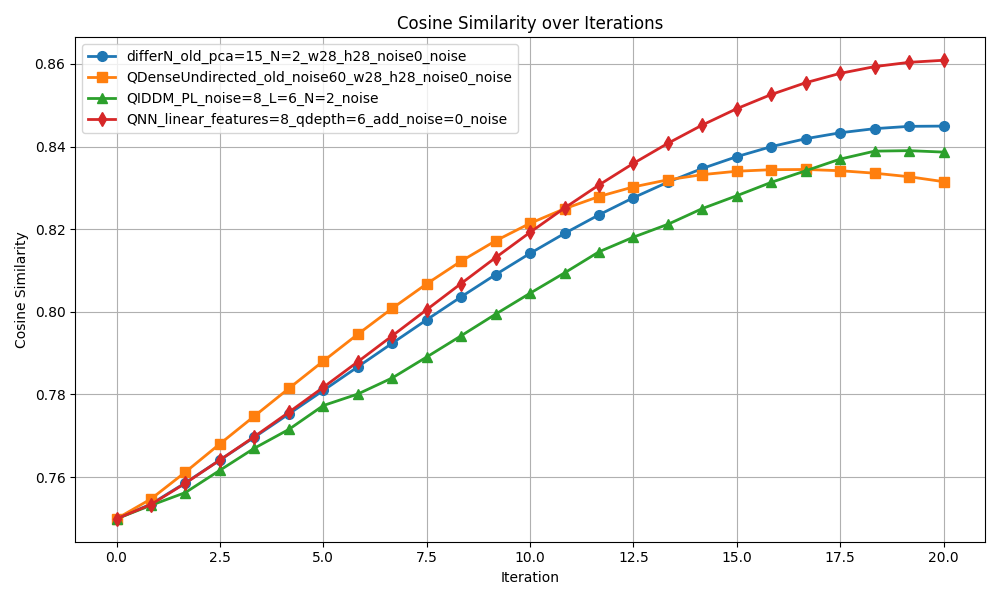 Cosine Similarity over Iterations
differN_old_pca=15_N=2_w28_h28_noise0_noise
QDenseUndirected_old_noise60_w28_h28_noise0_noise
QIDDM_PL_noise=8_L=6_N=2_noise
QNN_linear_features=8_qdepth=6_add_noise=0_noise
Cosine Similarity
0.86
0.84
0.82
0.80
0.78
0.76
0.0 2.5 5.0 7.5 10.0 12.5 15.0 17.5 20.0
Iteration